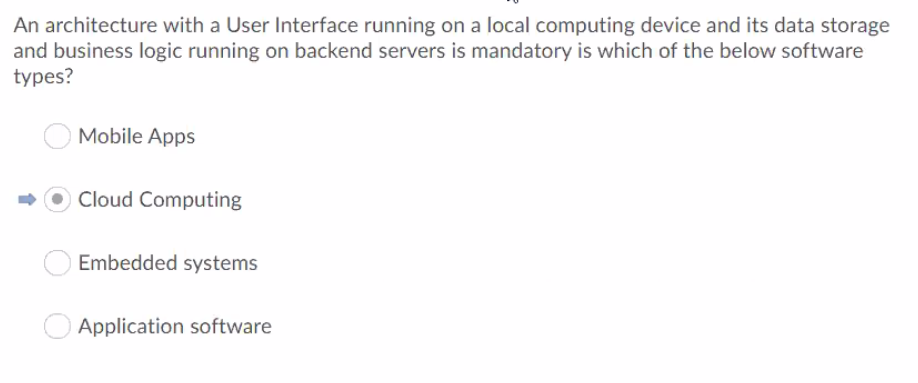 An architecture with a User Interface running on a local computing device and its data storage
and business logic running on backend servers is mandatory is which of the below software
types?
Mobile Apps
Cloud Computing
Embedded systems
Application software